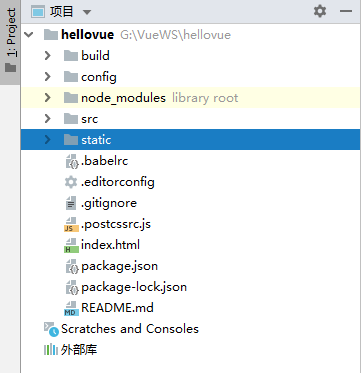 1: Project
项目
hellovue G:\VueWS\hellovue
build
config
node_modules library root
src
static
.babelrc
.editorconfig
.gitignore
.postcssrc.js
index.html
package.json
package-lock.json
README.md
Scratches and Consoles
外部库